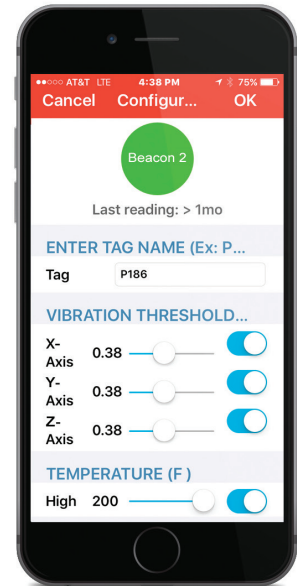 AT&T LTE 4:38 PM 75%
Cancel Configur... OK
Beacon 2
Last reading: > 1mo
ENTER TAG NAME (Ex: P...
Tag P186
VIBRATION THRESHOLD...
X-
Axis 0.38
Y-
Axis 0.38
Z-
Axis 0.38
TEMPERATURE (F )
High 200